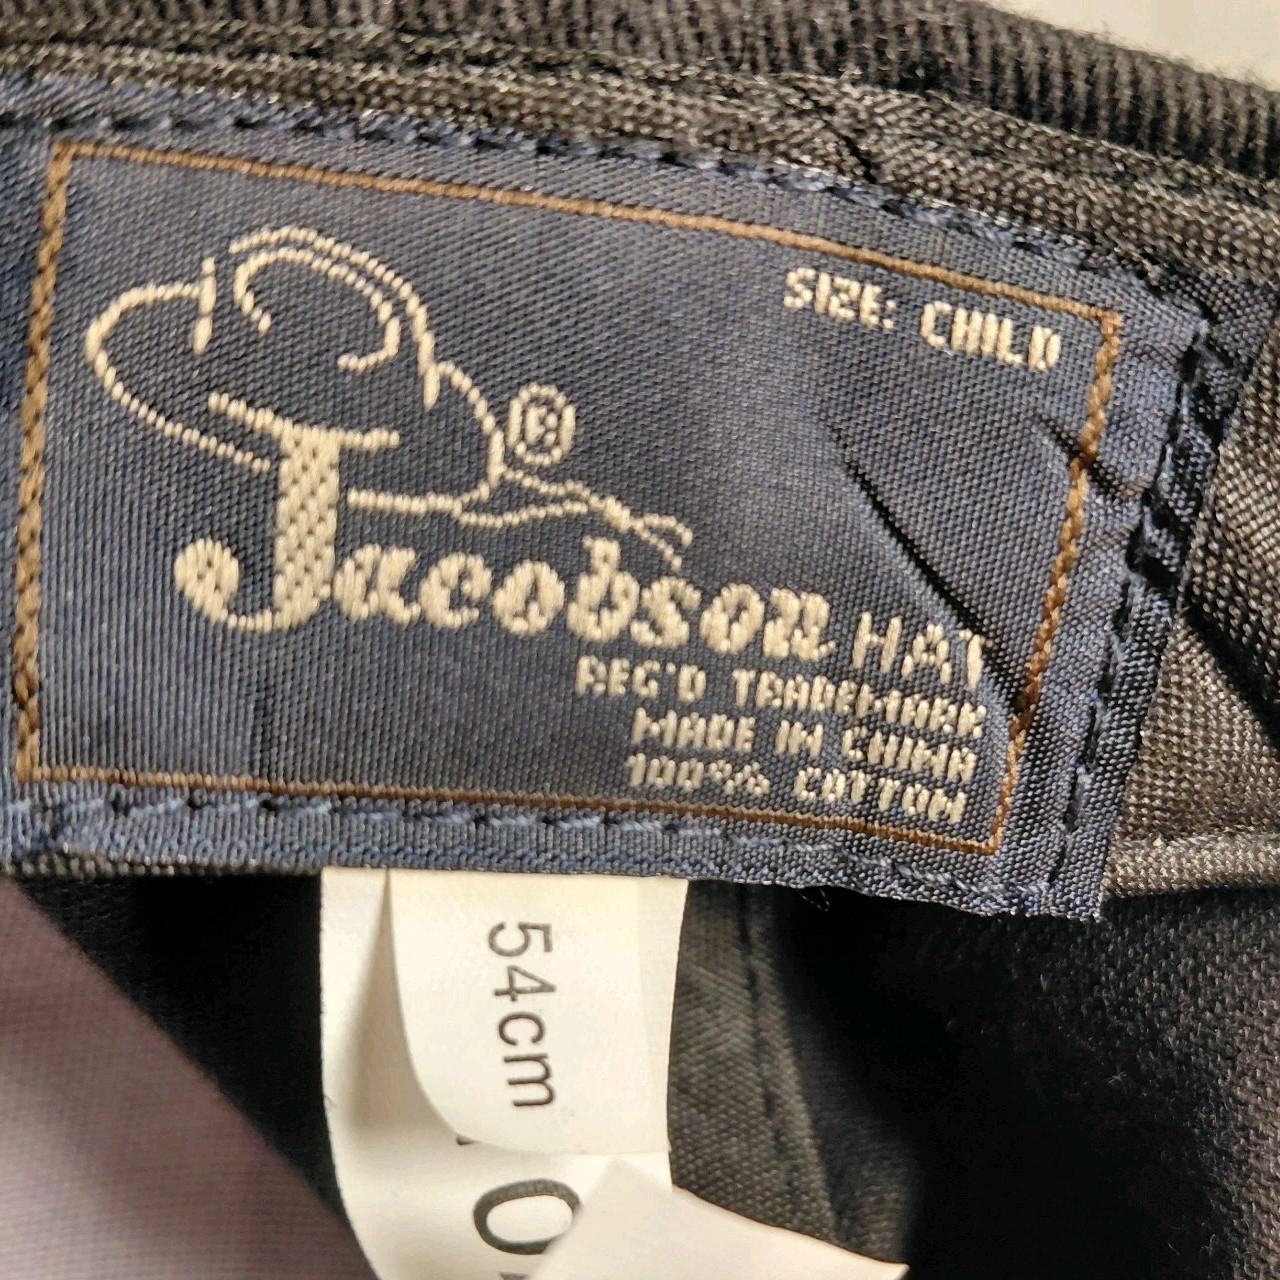 SIZE: CHILD
®
Jacobson HAT
REG'D TRADEMARK
MADE IN CHINA
100% COTTON
54cm